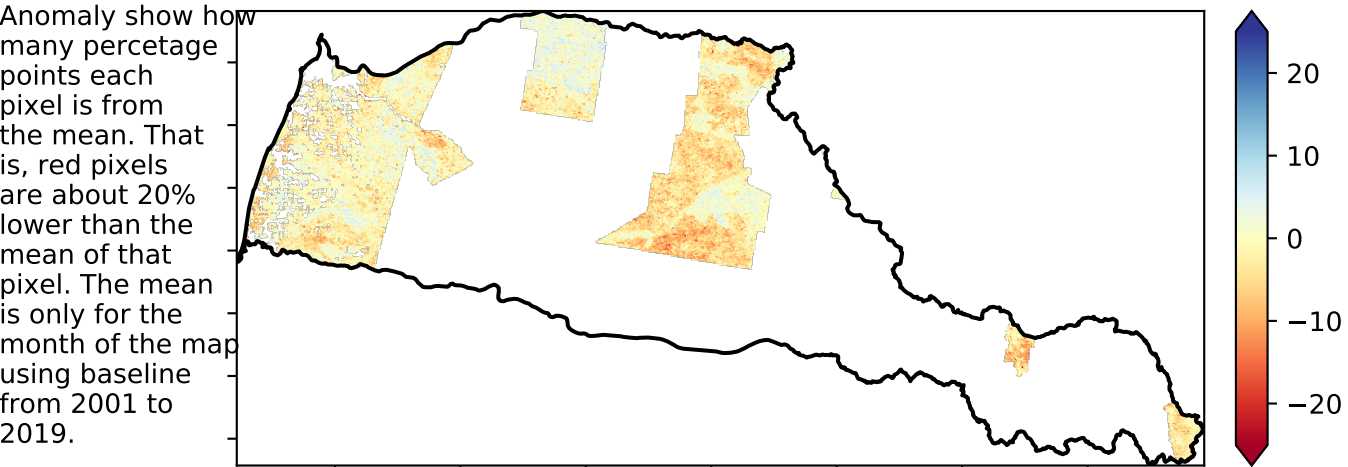 Anomaly show how
many percetage
points each
pixel is from
the mean. That
is, red pixels
are about 20%
lower than the
mean of that
pixel. The mean
is only for the
month of the map
using baseline
from 2001 to
2019.
20
10
0
−10
−20